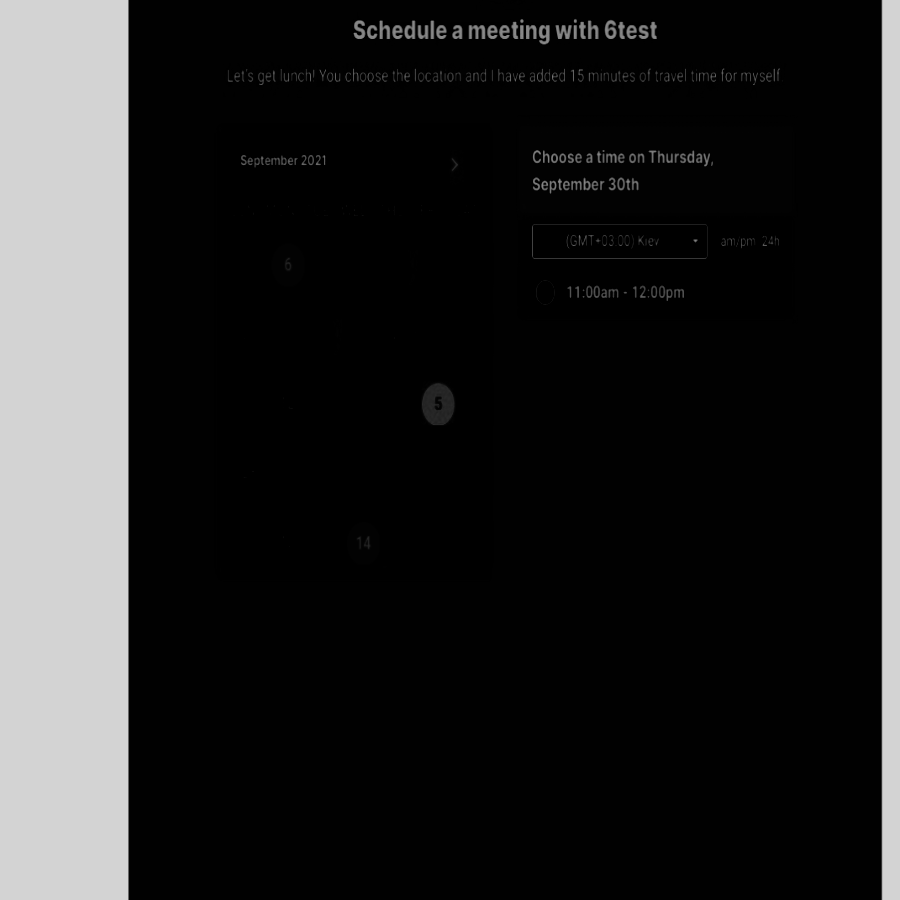 Schedule a meeting with 6test
Let's get lunch! You choose the location and I have added 15 minutes of travel time for myself
September 2021
Choose a time on Thursday,
September 30th
(GMT+03:00) Kiev
am/pm 24h
6
11:00am - 12:00pm
5
14